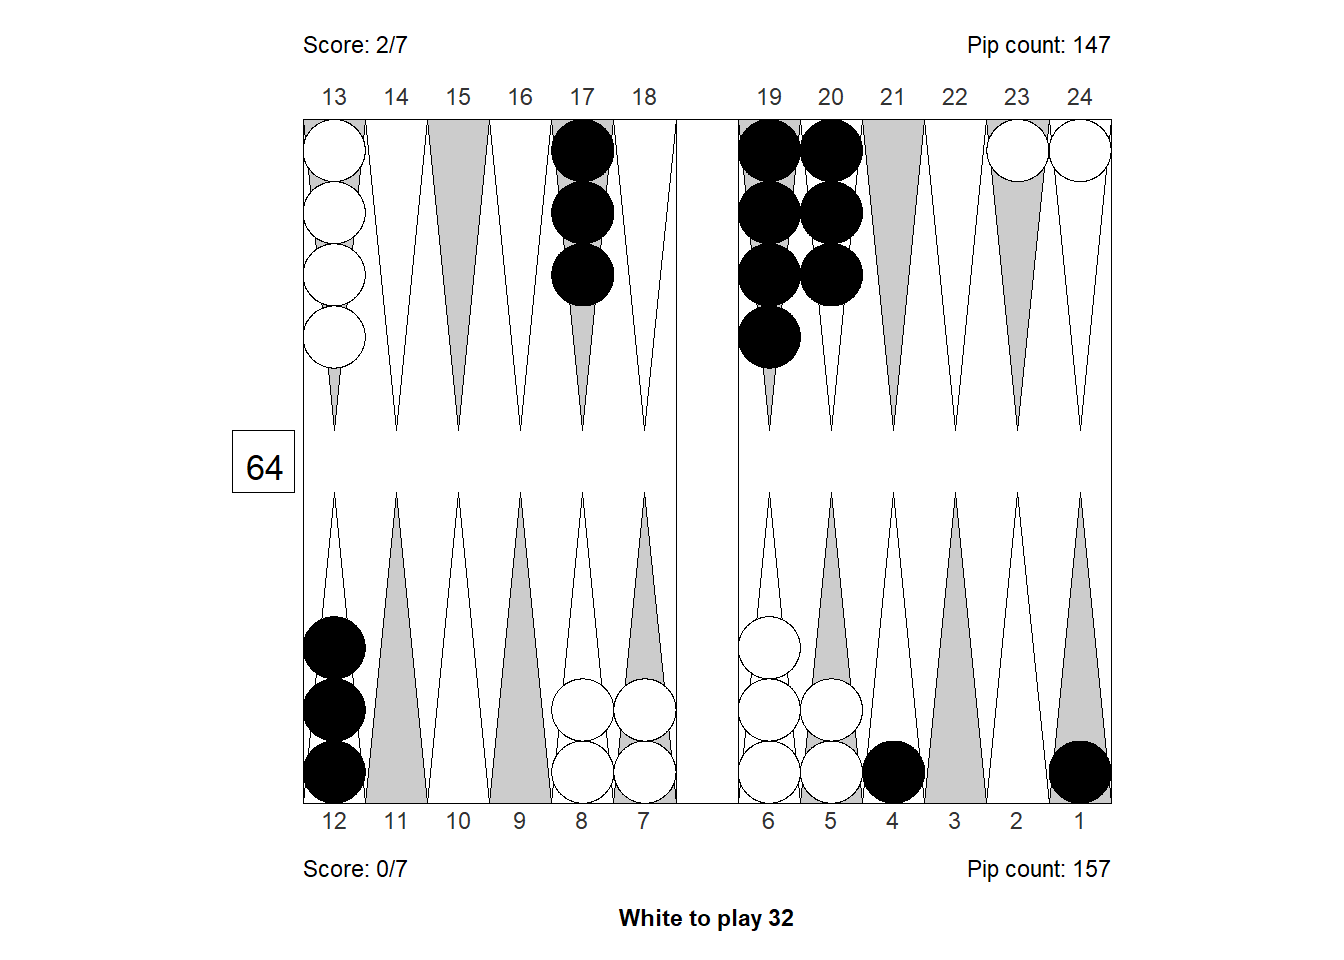 Score: 2/7 Pip count: 147
13 14 15 16 17 18 19 20 21 22 23 24
64
12 11 10 9 8 7 6 5 4 3 2 1
Score: 0/7 Pip count: 157
White to play 32